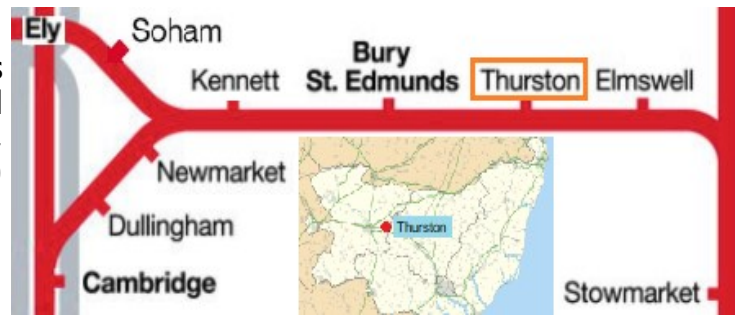 Ely
Soham
Kennett
Bury
St. Edmunds
Thurston
Elmswell
Newmarket
Thurston
Dullingham
Cambridge
Stowmarket